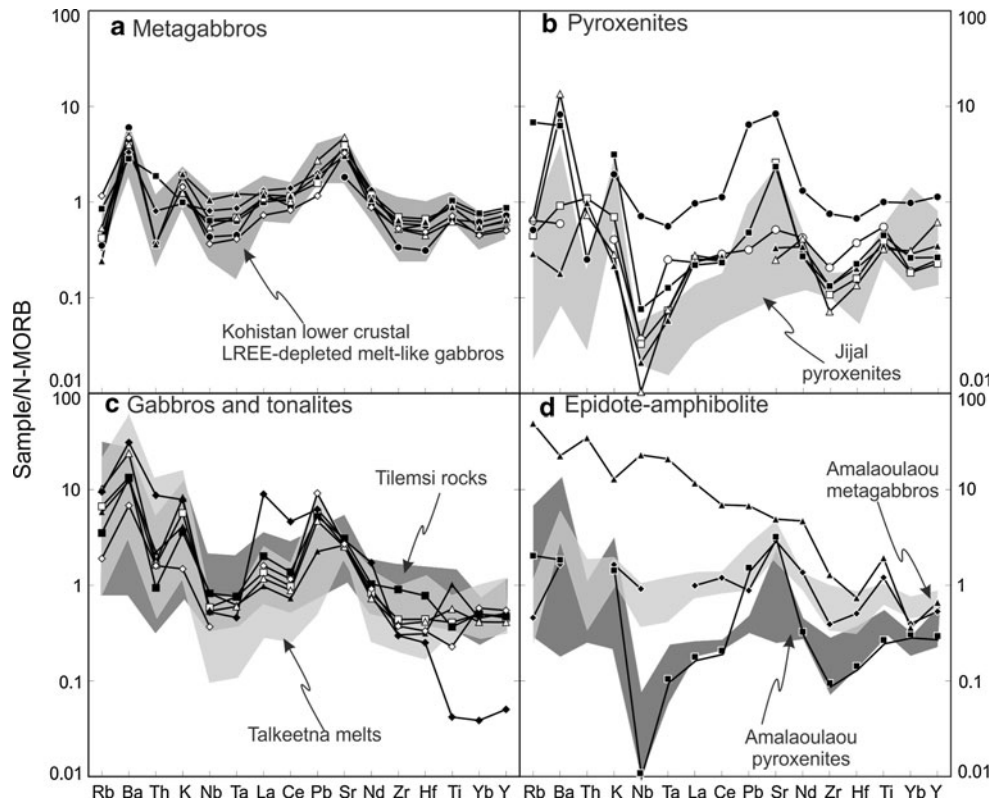 100
a Metagabbros
b Pyroxenites
100
10
10
1
1
0.1
0.1
Kohistan lower crustal
LREE-depleted melt-like gabbros
Jijal
pyroxenites
0.01
0.01
Sample/N-MORB
100
c Gabbros and tonalites
d Epidote-amphibolite
100
Tilemsi rocks
Amalaoulaou
metagabbros
10
10
1
1
0.1
0.1
Talkeetna melts
Amalaoulaou
pyroxenites
0.01
0.01
Rb Ba Th K Nb Ta La Ce Pb Sr Nd Zr Hf Ti Yb Y
Rb Ba Th K Nb Ta La Ce Pb Sr Nd Zr Hf Ti Yb Y